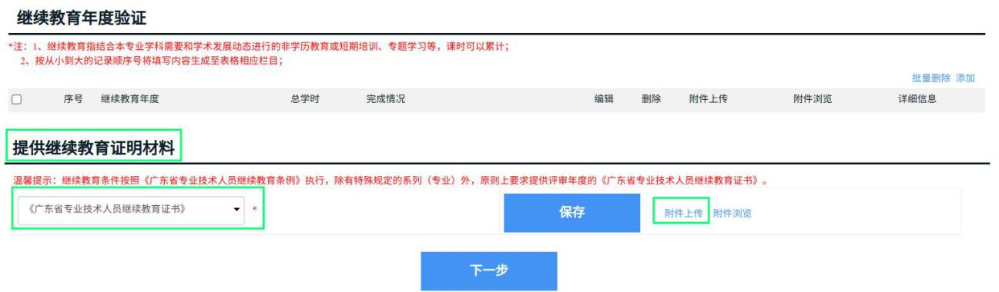 继续教育年度验证
*注：1、继续教育指结合本专业学科需要和学术发展动态进行的非学历教育或短期培训、专题学习等，课时可以累计；
2、按从小到大的记录顺序号将填写内容生成至表格相应栏目；
批量删除 添加
序号 继续教育年度 总学时 完成情况 编辑 删除 附件上传 附件浏览 详细信息
提供继续教育证明材料
温馨提示：继续教育条件按照《广东省专业技术人员继续教育条例》执行，除有特殊规定的系列（专业）外，原则上要求提供评审年度的《广东省专业技术人员继续教育证书》。
《广东省专业技术人员继续教育证书》 * 保存 附件上传 附件浏览
下一步